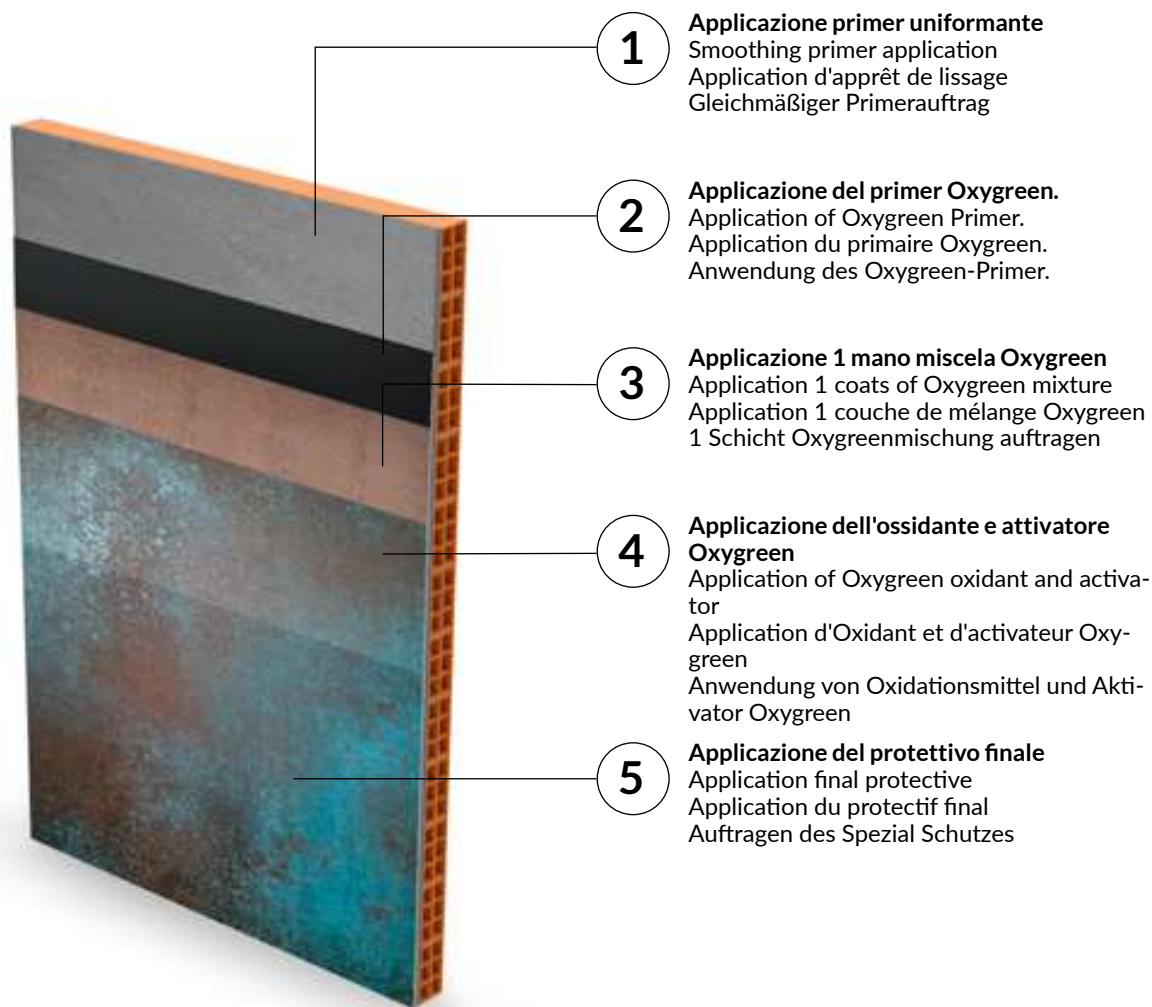 1
Applicazione primer uniformante
Smoothing primer application
Application d'apprêt de lissage
Gleichmäßiger Primerauftrag
2
Applicazione del primer Oxygreen.
Application of Oxygreen Primer.
Application du primaire Oxygreen.
Anwendung des Oxygreen-Primer.
3
Applicazione 1 mano miscela Oxygreen
Application 1 coats of Oxygreen mixture
Application 1 couche de mélange Oxygreen
1 Schicht Oxygreenmischung auftragen
4
Applicazione dell'ossidante e attivatore
Oxygreen
Application of Oxygreen oxidant and activa-
tor
Application d'Oxidant et d'activateur Oxy-
green
Anwendung von Oxidationsmittel und Akti-
vator Oxygreen
5
Applicazione del protettivo finale
Application final protective
Application du protectif final
Auftragen des Spezial Schutzes